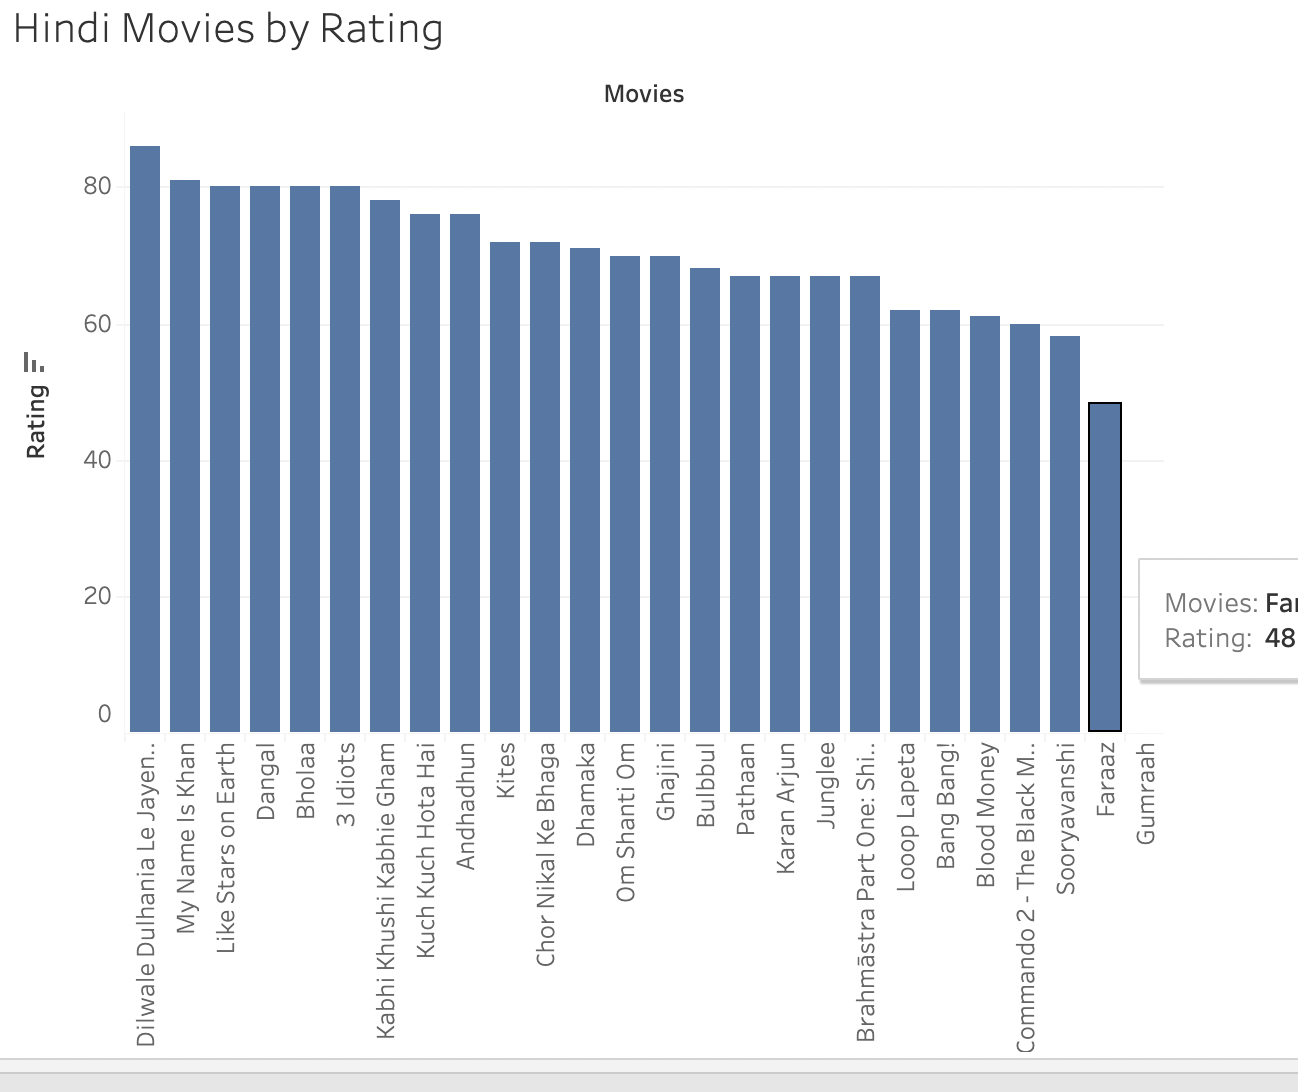 Hindi Movies by Rating
Movies
80
60
40
20
0
Rating
Dilwale Dulhania Le Jayen..
My Name Is Khan
Like Stars on Earth
Dangal
Bholaa
3 Idiots
Kabhi Khushi Kabhie Gham
Kuch Kuch Hota Hai
Andhadhun
Kites
Chor Nikal Ke Bhaga
Dhamaka
Om Shanti Om
Ghajini
Bulbbul
Pathaan
Karan Arjun
Junglee
Brahmāstra Part One: Shi..
Looop Lapeta
Bang Bang!
Blood Money
Commando 2 - The Black M..
Sooryavanshi
Faraaz
Gumraah
Movies: Far
Rating: 48